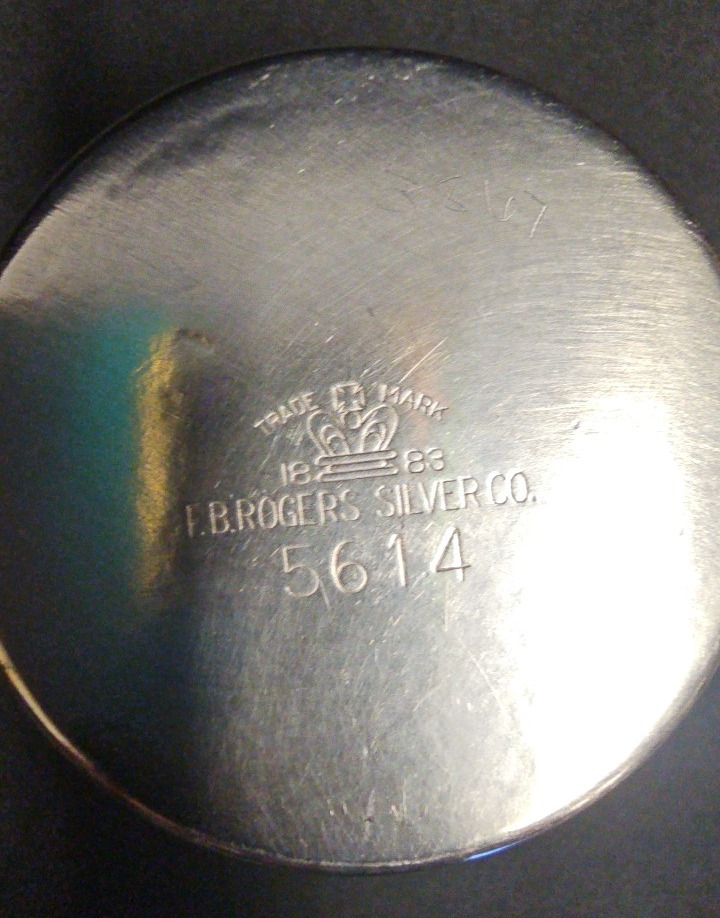 TRADE MARK
18 83
F.B.ROGERS SILVER CO.
5614